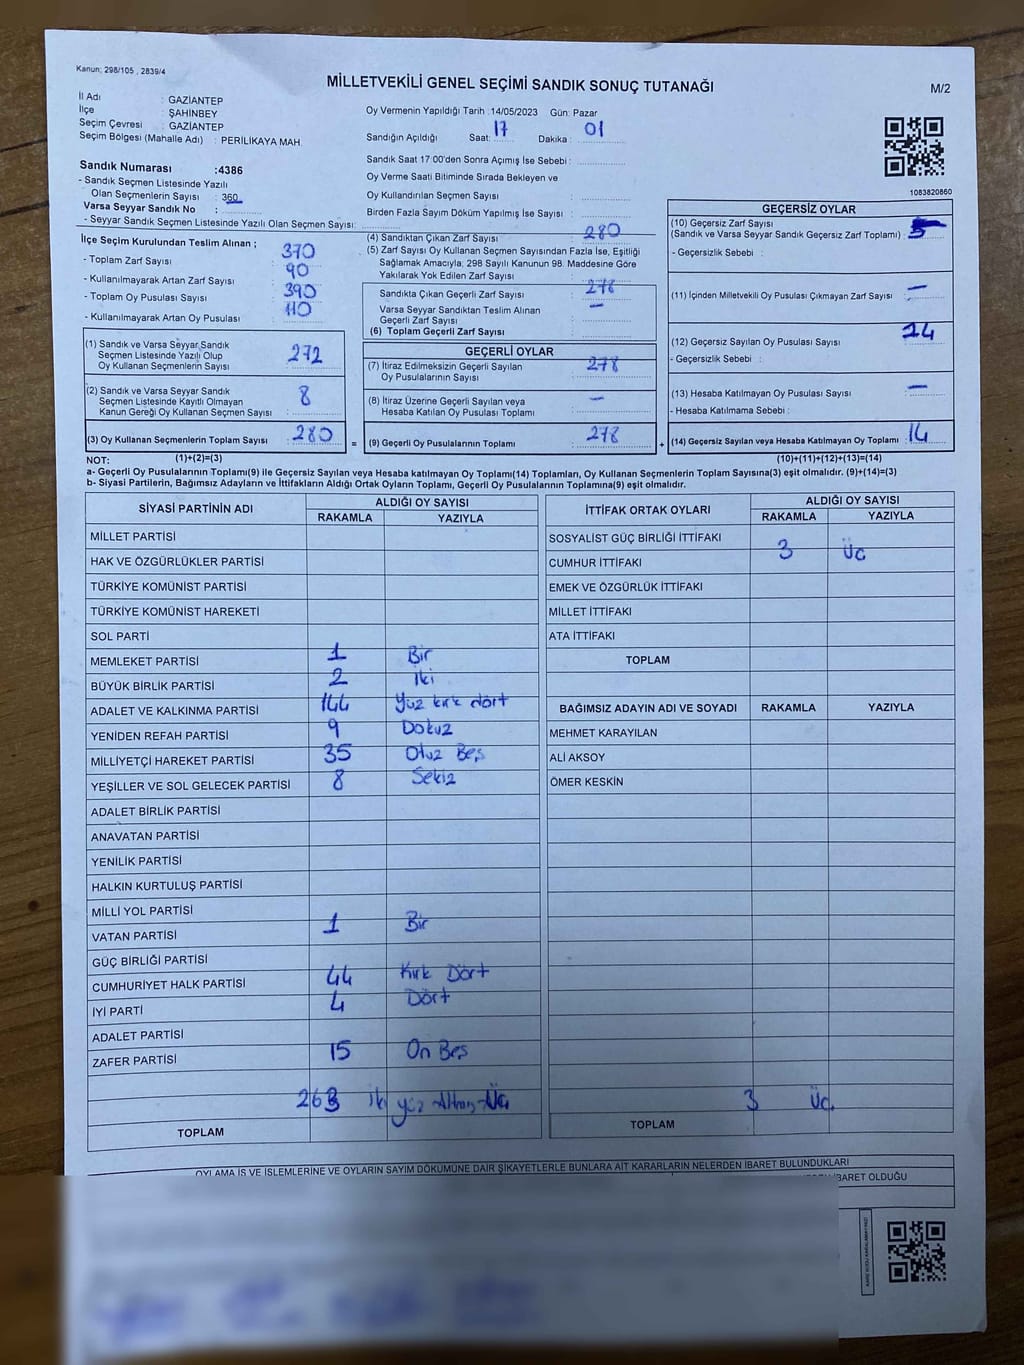 Kanun; 298/105 , 2839/4
MİLLETVEKİLİ GENEL SEÇİMİ SANDIK SONUÇ TUTANAĞI
M/2
İl Adı : GAZİANTEP
İlçe : ŞAHİNBEY
Seçim Çevresi : GAZİANTEP
Seçim Bölgesi (Mahalle Adı) : PERİLİKAYA MAH.
Oy Vermenin Yapıldığı Tarih :14/05/2023 Gün: Pazar
Sandığın Açıldığı Saat: 17 Dakika : 01
Sandık Saat 17:00'den Sonra Açımış İse Sebebi :
Oy Verme Saati Bitiminde Sırada Bekleyen ve
Oy Kullandırılan Seçmen Sayısı :
Birden Fazla Sayım Döküm Yapılmış İse Sayısı :
1083820860
Sandık Numarası :4386
- Sandık Seçmen Listesinde Yazılı
Olan Seçmenlerin Sayısı : 360
Varsa Seyyar Sandık No :
- Seyyar Sandık Seçmen Listesinde Yazılı Olan Seçmen Sayısı:
İlçe Seçim Kurulundan Teslim Alınan ;
- Toplam Zarf Sayısı : 370
- Kullanılmayarak Artan Zarf Sayısı : 90
- Toplam Oy Pusulası Sayısı : 390
- Kullanılmayarak Artan Oy Pusulası : 110
(1) Sandık ve Varsa Seyyar Sandık
Seçmen Listesinde Yazılı Olup
Oy Kullanan Seçmenlerin Sayısı : 272
(2) Sandık ve Varsa Seyyar Sandık
Seçmen Listesinde Kayıtlı Olmayan
Kanun Gereği Oy Kullanan Seçmen Sayısı : 8
(3) Oy Kullanan Seçmenlerin Toplam Sayısı : 280
(4) Sandıktan Çıkan Zarf Sayısı : 280
(5) Zarf Sayısı Oy Kullanan Seçmen Sayısından Fazla İse, Eşitliği
Sağlamak Amacıyla; 298 Sayılı Kanunun 98. Maddesine Göre
Yakılarak Yok Edilen Zarf Sayısı :
Sandıkta Çıkan Geçerli Zarf Sayısı : 278
Varsa Seyyar Sandıktan Teslim Alınan
Geçerli Zarf Sayısı : –
(6) Toplam Geçerli Zarf Sayısı :
GEÇERLİ OYLAR
(7) İtiraz Edilmeksizin Geçerli Sayılan
Oy Pusulalarının Sayısı : 278
(8) İtiraz Üzerine Geçerli Sayılan veya
Hesaba Katılan Oy Pusulası Toplamı : –
= (9) Geçerli Oy Pusulalarının Toplamı : 278 +
GEÇERSİZ OYLAR
(10) Geçersiz Zarf Sayısı
(Sandık ve Varsa Seyyar Sandık Geçersiz Zarf Toplamı) :
- Geçersizlik Sebebi :
(11) İçinden Milletvekili Oy Pusulası Çıkmayan Zarf Sayısı : –
(12) Geçersiz Sayılan Oy Pusulası Sayısı : 14
- Geçersizlik Sebebi :
(13) Hesaba Katılmayan Oy Pusulası Sayısı : –
- Hesaba Katılmama Sebebi :
(14) Geçersiz Sayılan veya Hesaba Katılmayan Oy Toplamı : 14
NOT: (1)+(2)=(3) (10)+(11)+(12)+(13)=(14)
a- Geçerli Oy Pusulalarının Toplamı(9) ile Geçersiz Sayılan veya Hesaba katılmayan Oy Toplamı(14) Toplamları, Oy Kullanan Seçmenlerin Toplam Sayısına(3) eşit olmalıdır. (9)+(14)=(3)
b- Siyasi Partilerin, Bağımsız Adayların ve İttifakların Aldığı Ortak Oyların Toplamı, Geçerli Oy Pusulalarının Toplamına(9) eşit olmalıdır.
SİYASİ PARTİNİN ADI ALDIĞI OY SAYISI
RAKAMLA YAZIYLA
MİLLET PARTİSİ
HAK VE ÖZGÜRLÜKLER PARTİSİ
TÜRKİYE KOMÜNİST PARTİSİ
TÜRKİYE KOMÜNİST HAREKETİ
SOL PARTİ
MEMLEKET PARTİSİ 1 Bir
BÜYÜK BİRLİK PARTİSİ 2 İki
ADALET VE KALKINMA PARTİSİ 144 Yüz kırk dört
YENİDEN REFAH PARTİSİ 9 Dokuz
MİLLİYETÇİ HAREKET PARTİSİ 35 Otuz Beş
YEŞİLLER VE SOL GELECEK PARTİSİ 8 Sekiz
ADALET BİRLİK PARTİSİ
ANAVATAN PARTİSİ
YENİLİK PARTİSİ
HALKIN KURTULUŞ PARTİSİ
MİLLİ YOL PARTİSİ
VATAN PARTİSİ 1 Bir
GÜÇ BİRLİĞİ PARTİSİ
CUMHURİYET HALK PARTİSİ 44 Kırk Dört
İYİ PARTİ 4 Dört
ADALET PARTİSİ
ZAFER PARTİSİ 15 On Beş
263 İki yüz Altmış Üç
TOPLAM
İTTİFAK ORTAK OYLARI ALDIĞI OY SAYISI
RAKAMLA YAZIYLA
SOSYALİST GÜÇ BİRLİĞİ İTTİFAKI
CUMHUR İTTİFAKI 3 Üç
EMEK VE ÖZGÜRLÜK İTTİFAKI
MİLLET İTTİFAKI
ATA İTTİFAKI
TOPLAM
BAĞIMSIZ ADAYIN ADI VE SOYADI RAKAMLA YAZIYLA
MEHMET KARAYILAN
ALİ AKSOY
ÖMER KESKİN
3 Üç
TOPLAM
OYLAMA İŞ VE İŞLEMLERİNE VE OYLARIN SAYIM DÖKÜMÜNE DAİR ŞİKAYETLERLE BUNLARA AİT KARARLARIN NELERDEN İBARET BULUNDUKLARI
İBARET OLDUĞU